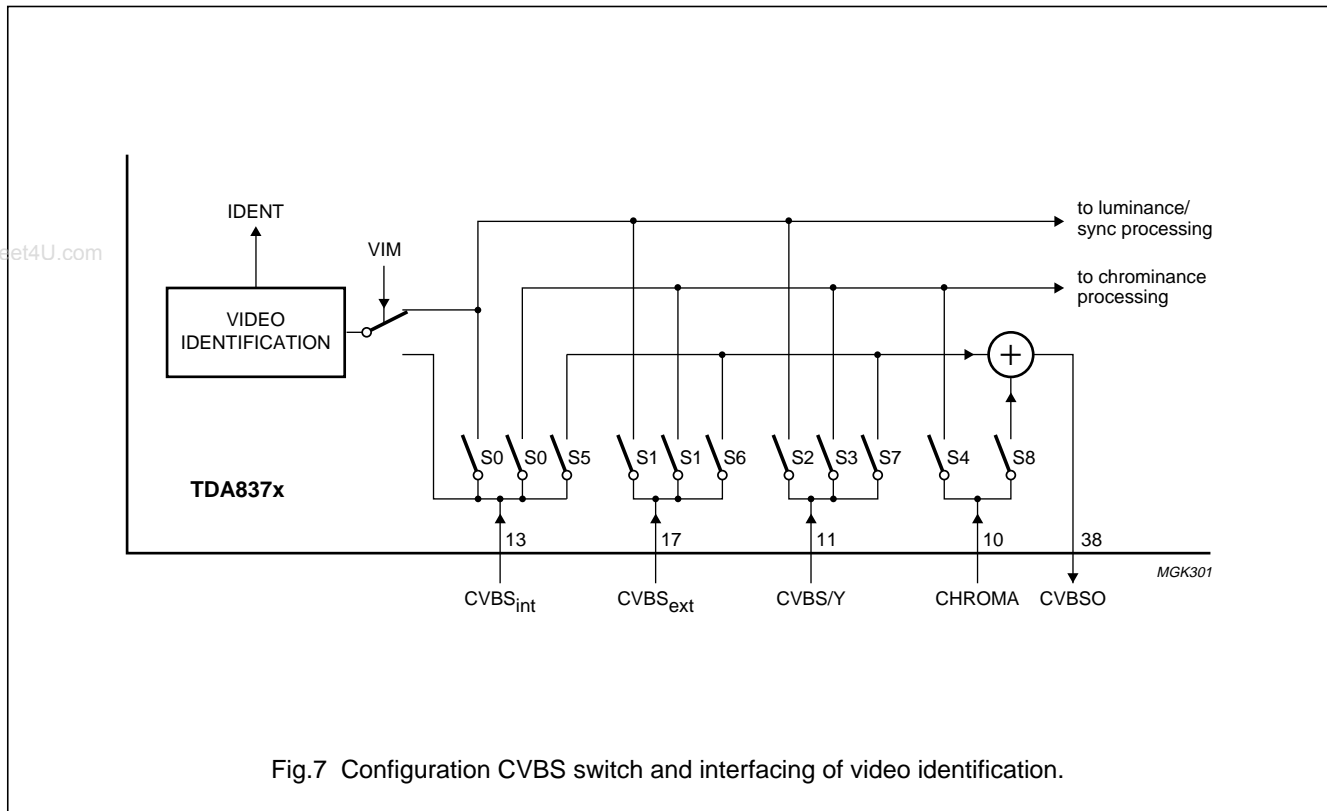 IDENT
VIM
to luminance/
sync processing
to chrominance
processing
eet4U.com
VIDEO
IDENTIFICATION
+
S0 S0 S5 S1 S1 S6 S2 S3 S7 S4 S8
TDA837x
13 17 11 10 38
MGK301
CVBSint CVBSext CVBS/Y CHROMA CVBSO
Fig.7 Configuration CVBS switch and interfacing of video identification.